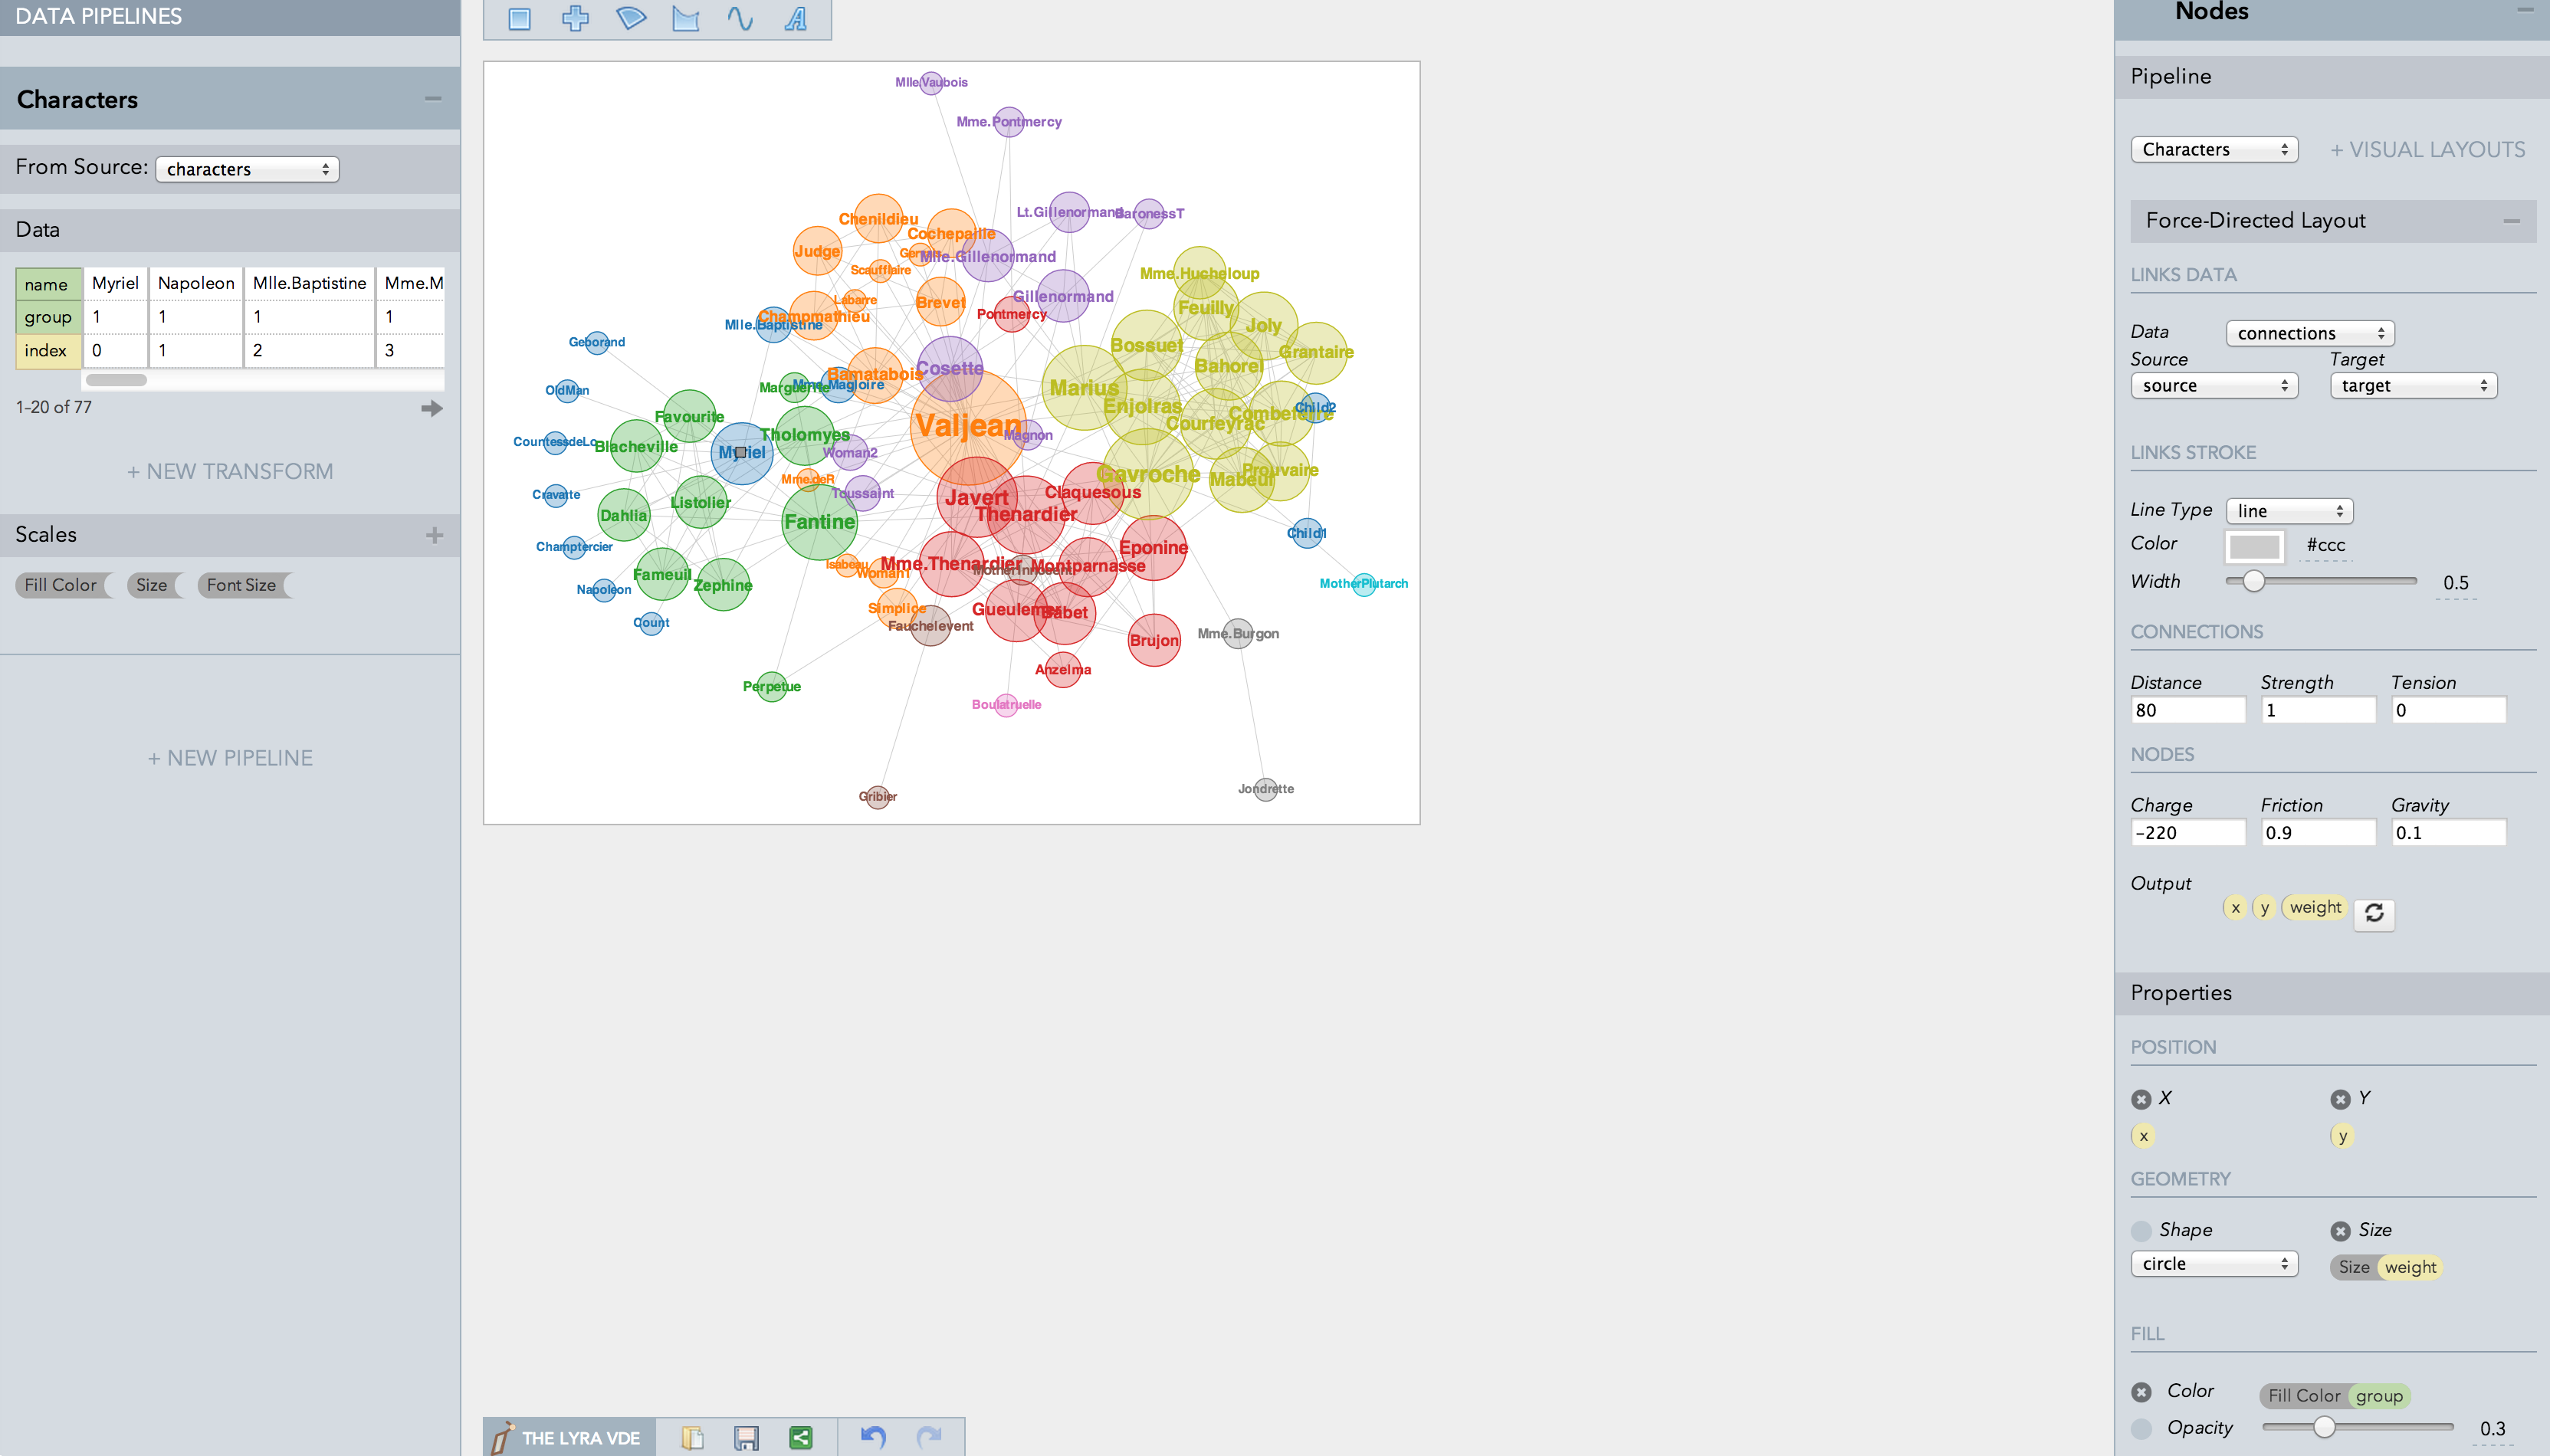 DATA PIPELINES
Characters
From Source: characters
Data
name Myriel Napoleon Mlle.Baptistine Mme.M
group 1 1 1 1
index 0 1 2 3
1-20 of 77
+ NEW TRANSFORM
Scales
Fill Color Size Font Size
+ NEW PIPELINE
Mlle.Vaubois
Mme.Pontmercy
Lt.Gillenormand BaronessT
Chenildieu
Cochepaille
Judge
Mlle.Gillenormand
Scaufflaire
Mme.Hucheloup
Labarre
Brevet
Gillenormand
Feuilly
Pontmercy
Champmathieu
Mlle.Baptistine
Joly
Geborand
Bossuet
Grantaire
Bahorel
Cosette
Bamatabois
Marguerite
Mme.Magloire
Marius
OldMan
Enjolras
Child2
Combeferre
Favourite
Courfeyrac
Valjean
Tholomyes
Magnon
CountessdeLo
Blacheville
Myriel
Woman2
Prouvaire
Gavroche
Mabeuf
Mme.deR
Cravatte
Toussaint
Javert
Claquesous
Listolier
Thenardier
Dahlia
Fantine
Child1
Champtercier
Eponine
Isabeau
Mme.Thenardier
Montparnasse
MotherInnocent
Woman1
Fameuil
Zephine
MotherPlutarch
Napoleon
Simplice
Gueulemer
Babet
Count
Fauchelevent
Mme.Burgon
Brujon
Anzelma
Perpetue
Boulatruelle
Jondrette
Gribier
THE LYRA VDE
Nodes
Pipeline
Characters + VISUAL LAYOUTS
Force-Directed Layout
LINKS DATA
Data connections
Source Target
source target
LINKS STROKE
Line Type line
Color #ccc
Width 0.5
CONNECTIONS
Distance Strength Tension
80 1 0
NODES
Charge Friction Gravity
-220 0.9 0.1
Output
x y weight
Properties
POSITION
X Y
x y
GEOMETRY
Shape Size
circle Size weight
FILL
Color Fill Color group
Opacity 0.3